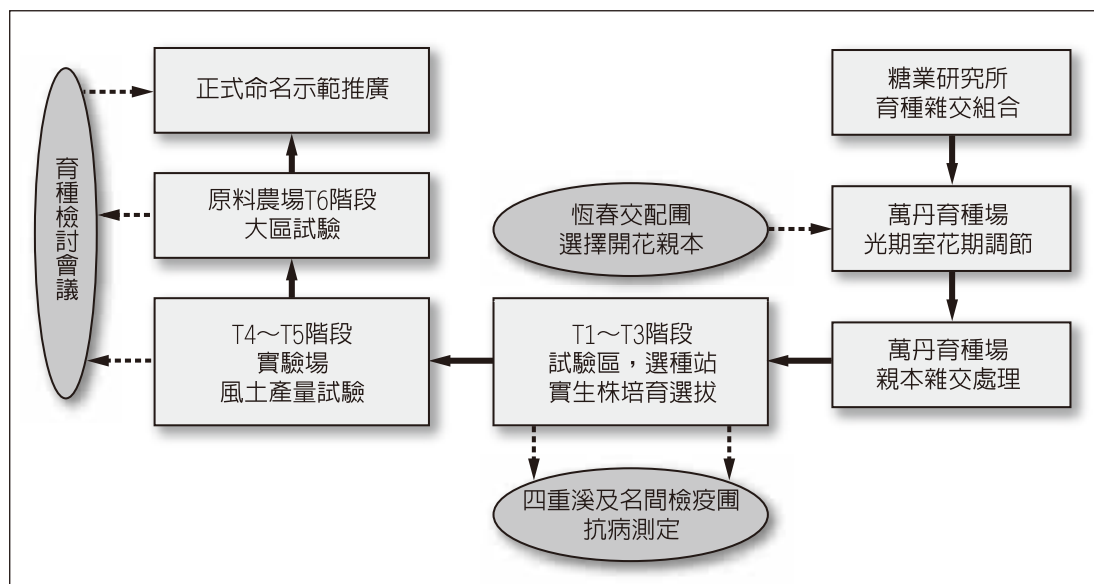 糖業研究所
育種雜交組合
恆春交配圃
選擇開花親本
萬丹育種場
光期室花期調節
萬丹育種場
親本雜交處理
T1～T3階段
試驗區，選種站
實生株培育選拔
四重溪及名間檢疫圃
抗病測定
T4～T5階段
實驗場
風土產量試驗
原料農場T6階段
大區試驗
育種檢討會議
正式命名示範推廣